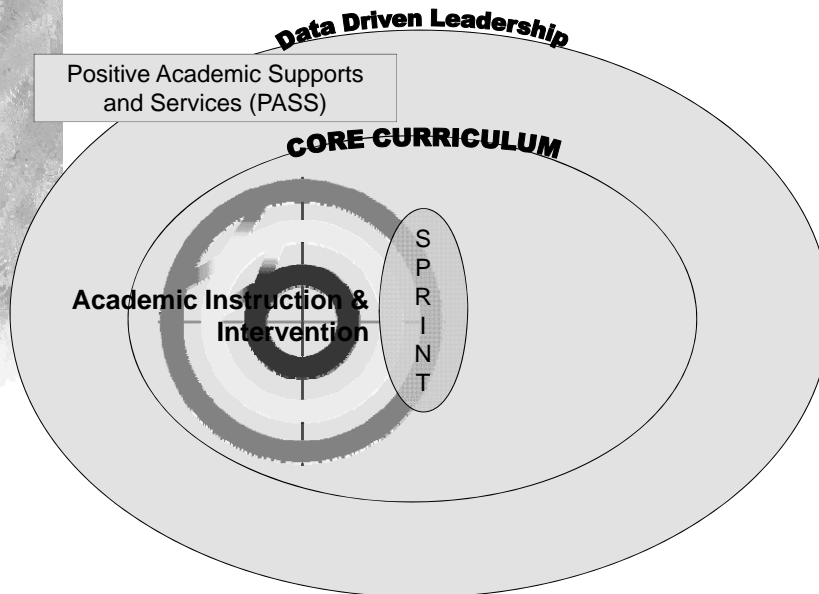 Data Driven Leadership
Positive Academic Supports
and Services (PASS)
CORE CURRICULUM
Academic Instruction &
Intervention
S
P
R
I
N
T